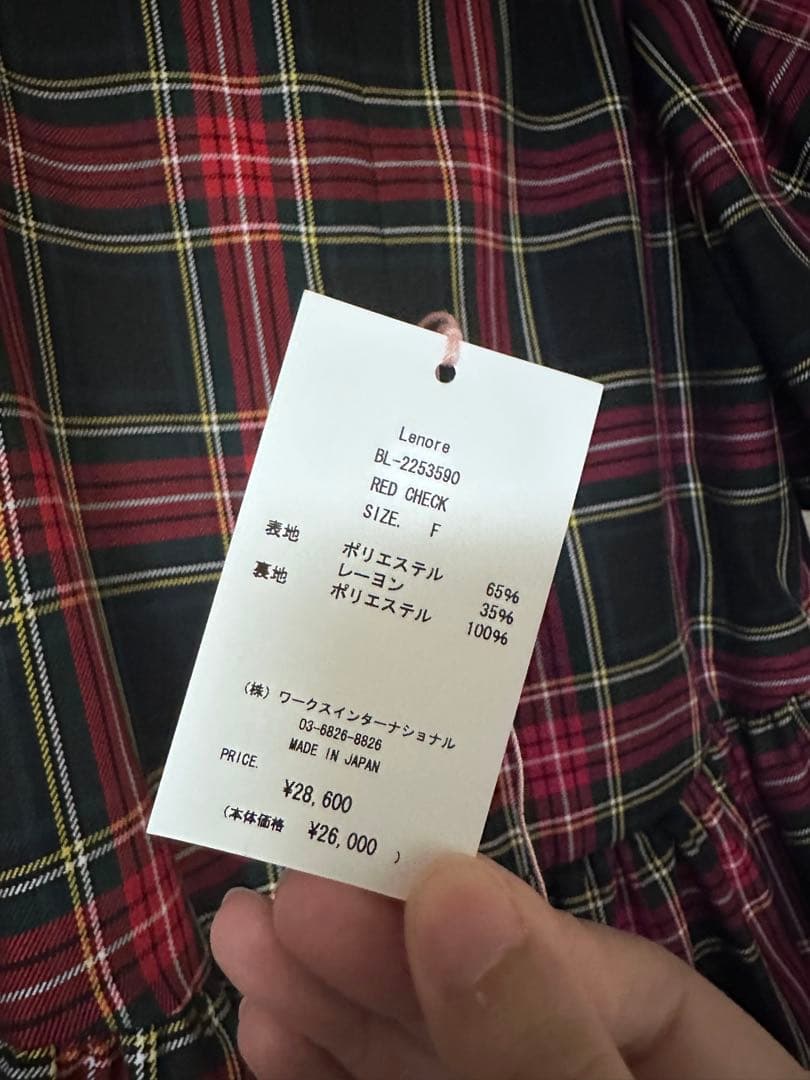 Lenore
BL-2253590
RED CHECK
SIZE. F
表地 ポリエステル 65%
レーヨン 35%
裏地 ポリエステル 100%
(株)ワークスインターナショナル
03-6826-8826
MADE IN JAPAN
PRICE.
¥28,600
(本体価格 ¥26,000 )